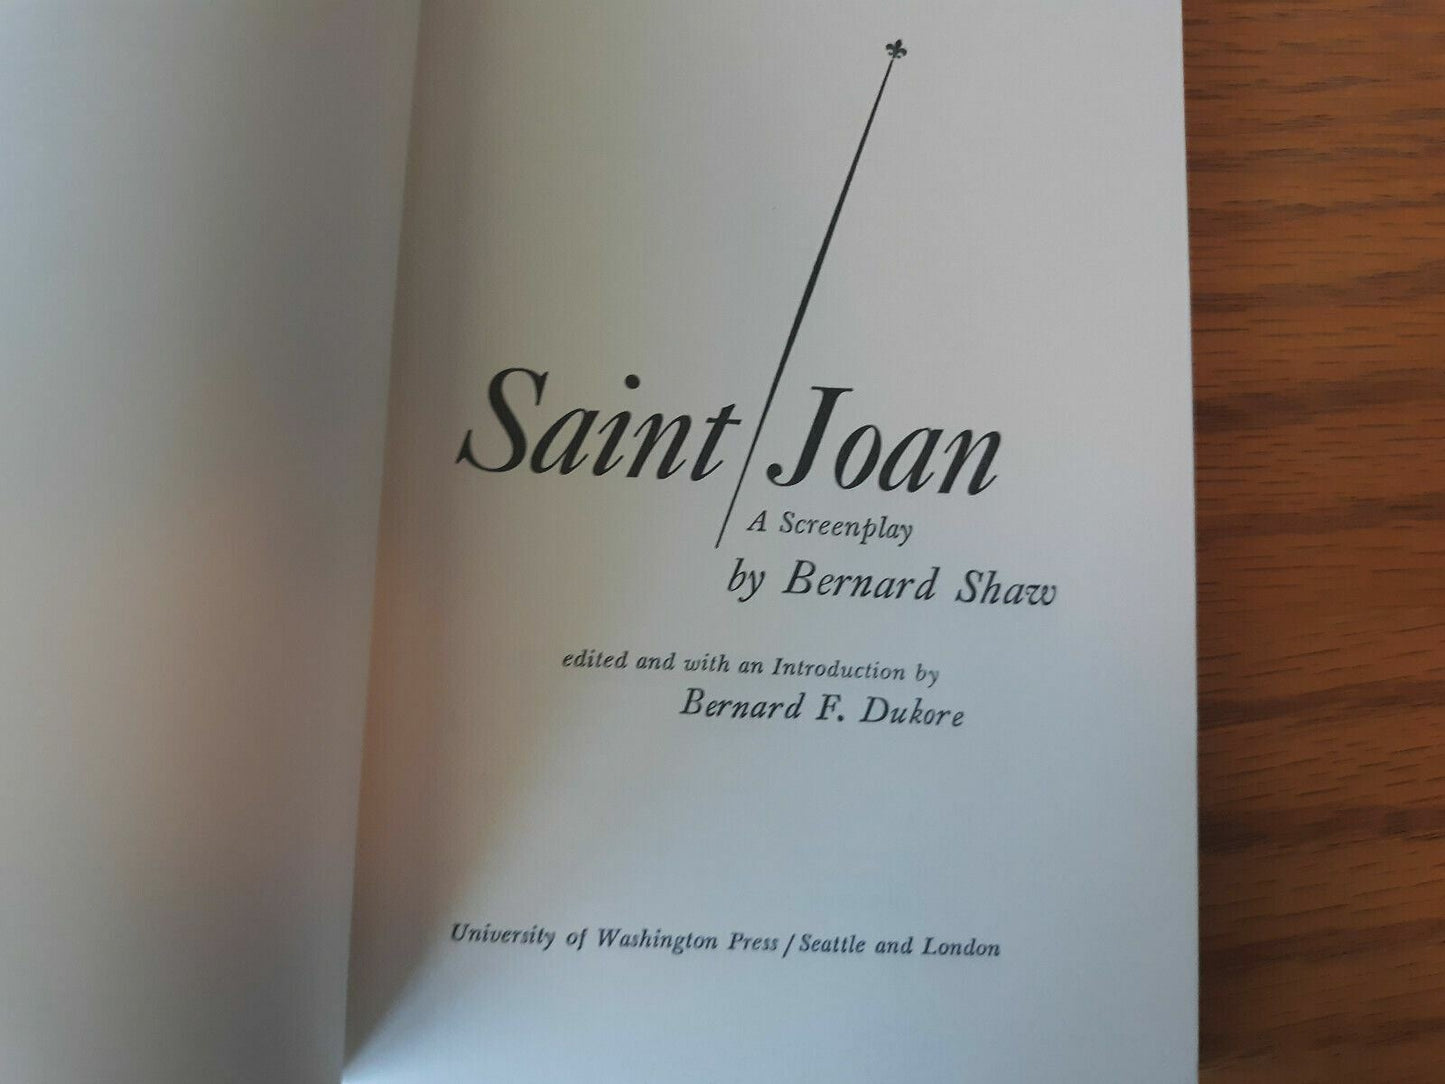 Saint Joan
A Screenplay
by Bernard Shaw
edited and with an Introduction by
Bernard F. Dukore
University of Washington Press / Seattle and London